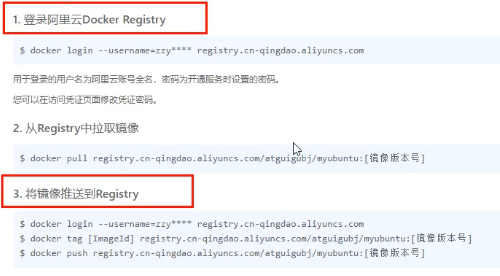 1. 登录阿里云Docker Registry
$ docker login --username=zzy**** registry.cn-qingdao.aliyuncs.com
用于登录的用户名为阿里云账号全名，密码为开通服务时设置的密码。
您可以在访问凭证页面修改凭证密码。
2. 从Registry中拉取镜像
$ docker pull registry.cn-qingdao.aliyuncs.com/atguigubj/myubuntu:[镜像版本号]
3. 将镜像推送到Registry
$ docker login --username=zzy**** registry.cn-qingdao.aliyuncs.com
$ docker tag [ImageId] registry.cn-qingdao.aliyuncs.com/atguigubj/myubuntu:[镜像版本号]
$ docker push registry.cn-qingdao.aliyuncs.com/atguigubj/myubuntu:[镜像版本号]